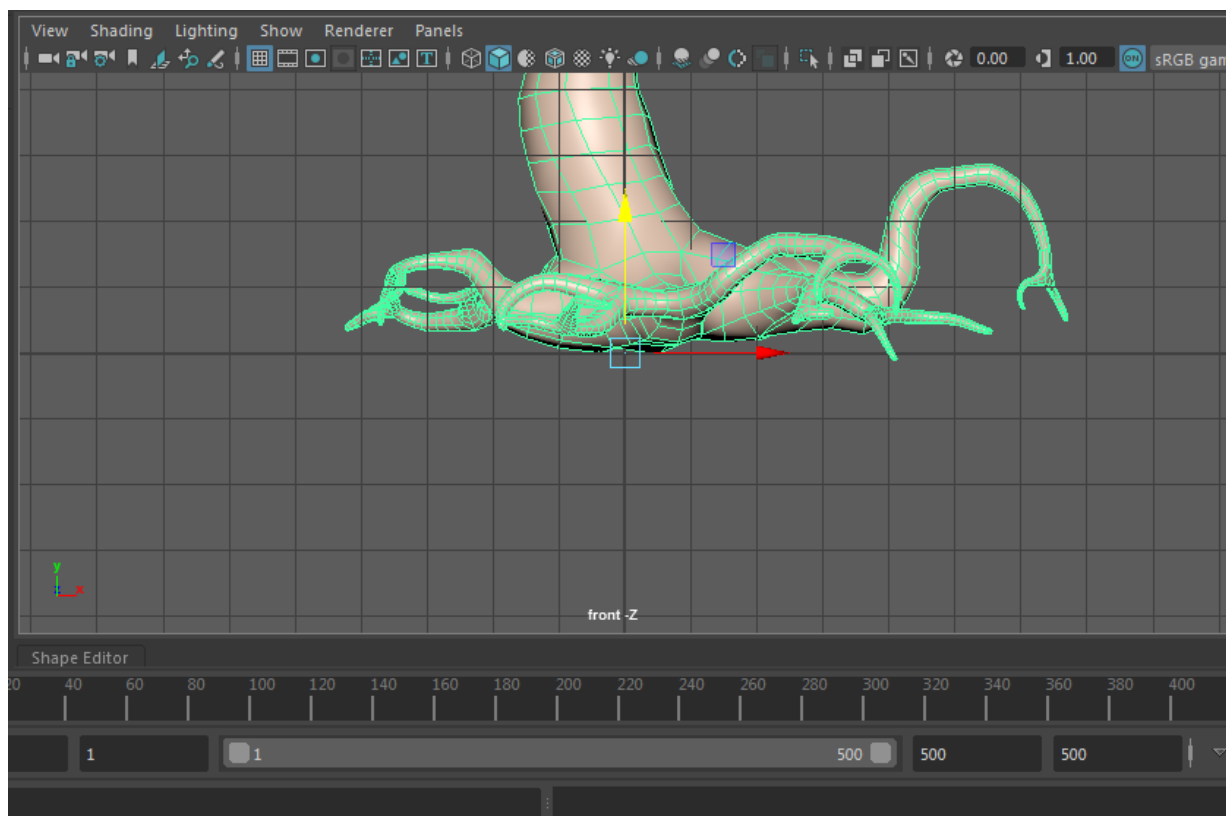 View Shading Lighting Show Renderer Panels
T 0.00 1.00 ON sRGB gam
y
z x
front -Z
Shape Editor
20 40 60 80 100 120 140 160 180 200 220 240 260 280 300 320 340 360 380 400
1 1 500 500 500